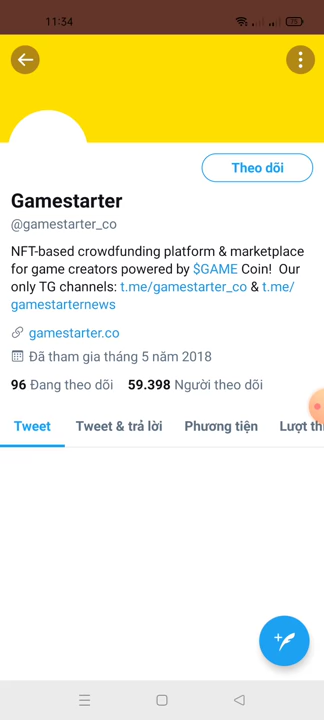 11:34
Theo dõi
Gamestarter
@gamestarter_co
NFT-based crowdfunding platform & marketplace
for game creators powered by $GAME Coin! Our
only TG channels: t.me/gamestarter_co & t.me/
gamestarternews
gamestarter.co
Đã tham gia tháng 5 năm 2018
96 Đang theo dõi 59.398 Người theo dõi
Tweet Tweet & trả lời Phương tiện Lượt th